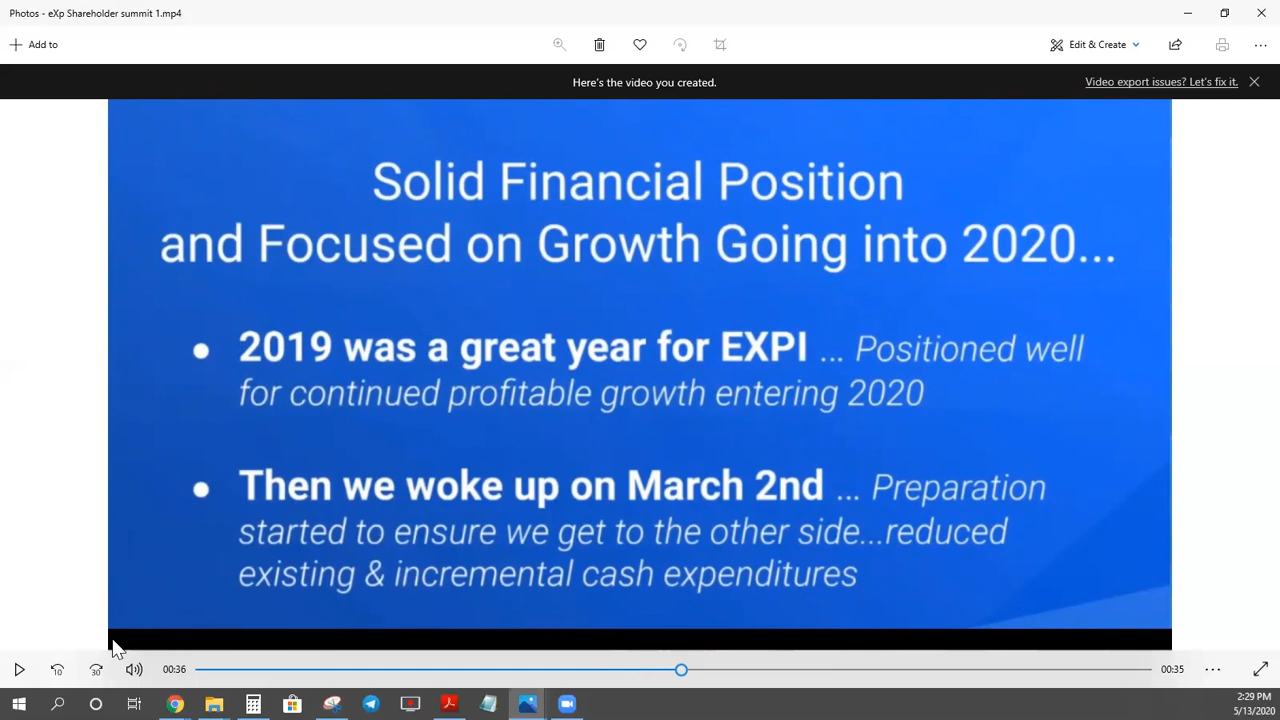 Photos - eXp Shareholder summit 1.mp4
Add to
Edit & Create
Here's the video you created.
Video export issues? Let's fix it.
Solid Financial Position
and Focused on Growth Going into 2020...
• 2019 was a great year for EXPI ... Positioned well
for continued profitable growth entering 2020
• Then we woke up on March 2nd ... Preparation
started to ensure we get to the other side...reduced
existing & incremental cash expenditures
10
30
00:36
00:35
2:29 PM
5/13/2020